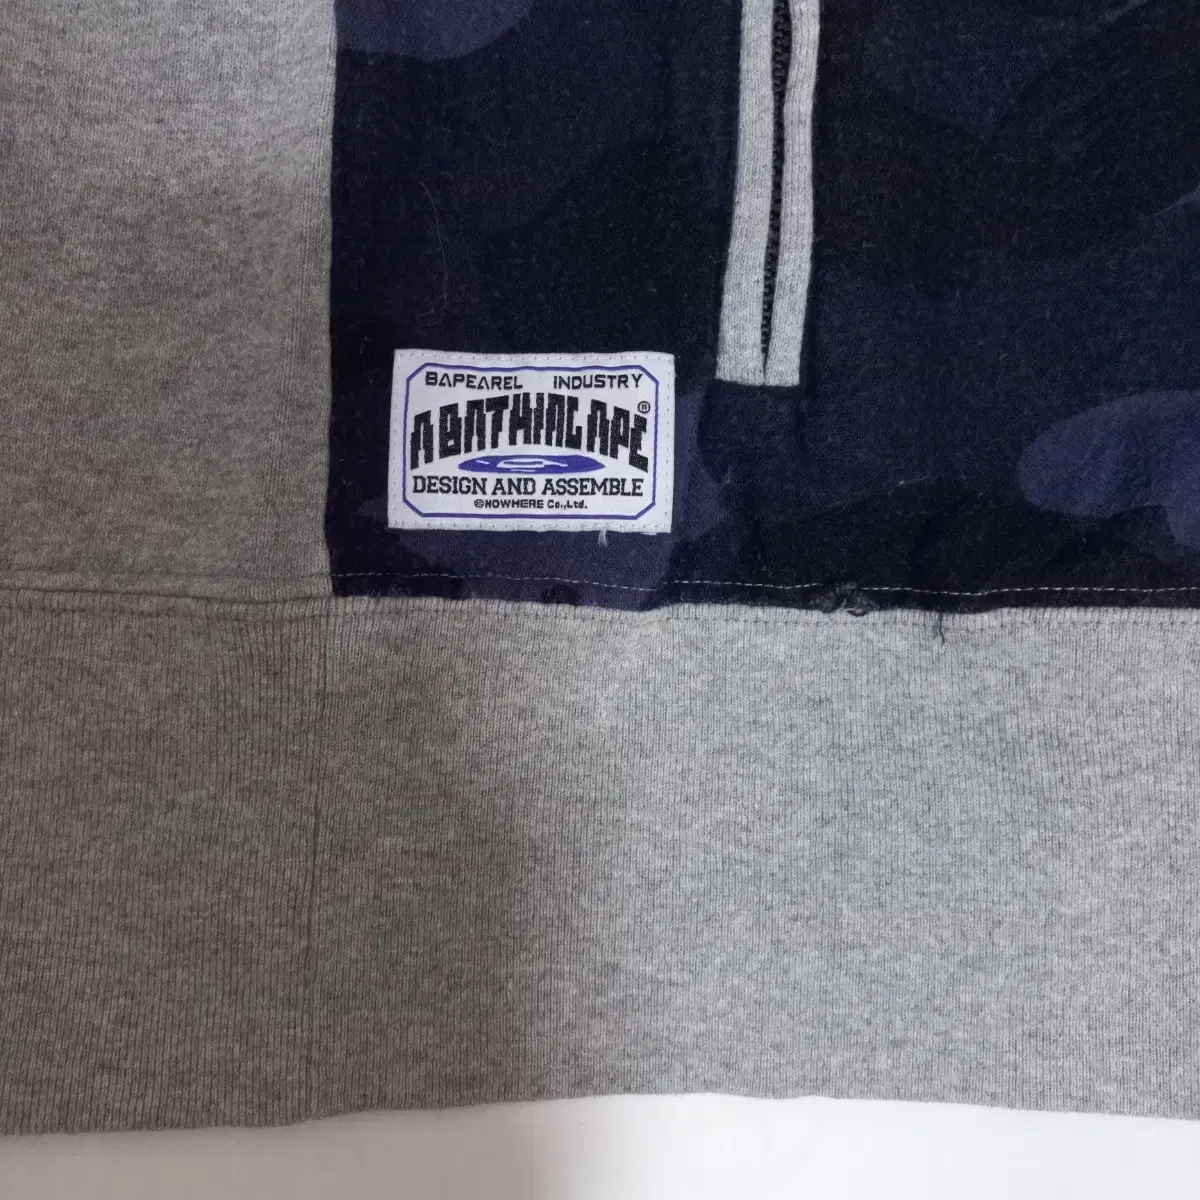 BAPEAREL INDUSTRY
A BATHING APE ®
DESIGN AND ASSEMBLE
©NOWHERE Co.,Ltd.